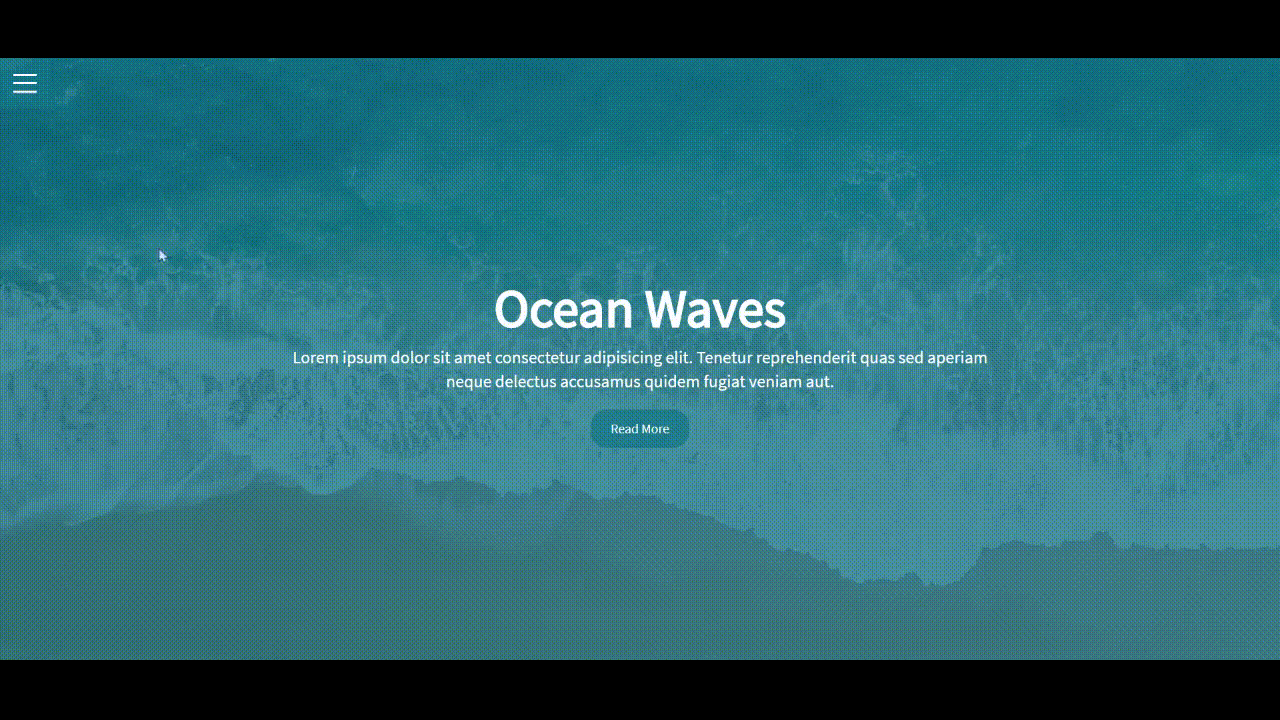 Ocean Waves
Lorem ipsum dolor sit amet consectetur adipisicing elit. Tenetur reprehenderit quas sed aperiam
neque delectus accusamus quidem fugiat veniam aut.
Read More